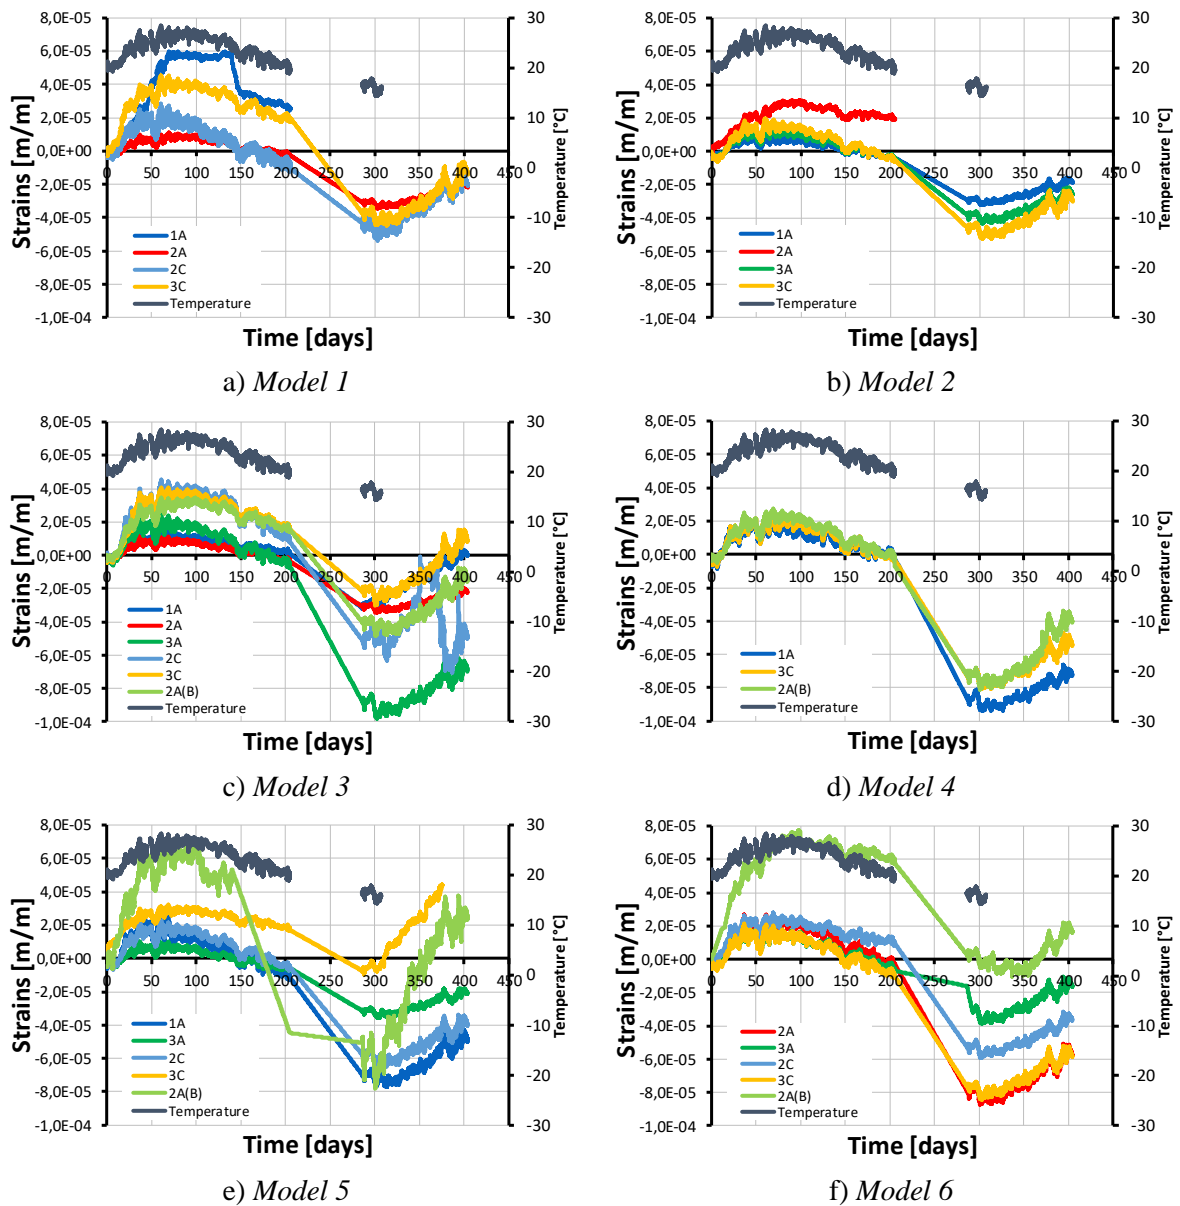 8,0E-05
6,0E-05
4,0E-05
2,0E-05
0,0E+00
-2,0E-05
-4,0E-05
-6,0E-05
-8,0E-05
-1,0E-04
Strains [m/m]
0 50 100 150 200 250 300 350 400 450
30
20
10
0
-10
-20
-30
Temperature [°C]
1A
2A
2C
3C
Temperature
Time [days]
a) Model 1
8,0E-05
6,0E-05
4,0E-05
2,0E-05
0,0E+00
-2,0E-05
-4,0E-05
-6,0E-05
-8,0E-05
-1,0E-04
Strains [m/m]
0 50 100 150 200 250 300 350 400 450
30
20
10
0
-10
-20
-30
Temperature [°C]
1A
2A
3A
3C
Temperature
Time [days]
b) Model 2
8,0E-05
6,0E-05
4,0E-05
2,0E-05
0,0E+00
-2,0E-05
-4,0E-05
-6,0E-05
-8,0E-05
-1,0E-04
Strains [m/m]
0 50 100 150 200 250 300 350 400 450
30
20
10
0
-10
-20
-30
Temperature [°C]
1A
2A
3A
2C
3C
2A(B)
Temperature
Time [days]
c) Model 3
8,0E-05
6,0E-05
4,0E-05
2,0E-05
0,0E+00
-2,0E-05
-4,0E-05
-6,0E-05
-8,0E-05
-1,0E-04
Strains [m/m]
0 50 100 150 200 250 300 350 400 450
30
20
10
0
-10
-20
-30
Temperature [°C]
1A
3C
2A(B)
Temperature
Time [days]
d) Model 4
8,0E-05
6,0E-05
4,0E-05
2,0E-05
0,0E+00
-2,0E-05
-4,0E-05
-6,0E-05
-8,0E-05
-1,0E-04
Strains [m/m]
0 50 100 150 200 250 300 350 400 450
30
20
10
0
-10
-20
-30
Temperature [°C]
1A
3A
2C
3C
2A(B)
Temperature
Time [days]
e) Model 5
8,0E-05
6,0E-05
4,0E-05
2,0E-05
0,0E+00
-2,0E-05
-4,0E-05
-6,0E-05
-8,0E-05
-1,0E-04
Strains [m/m]
0 50 100 150 200 250 300 350 400 450
30
20
10
0
-10
-20
-30
Temperature [°C]
2A
3A
2C
3C
2A(B)
Temperature
Time [days]
f) Model 6